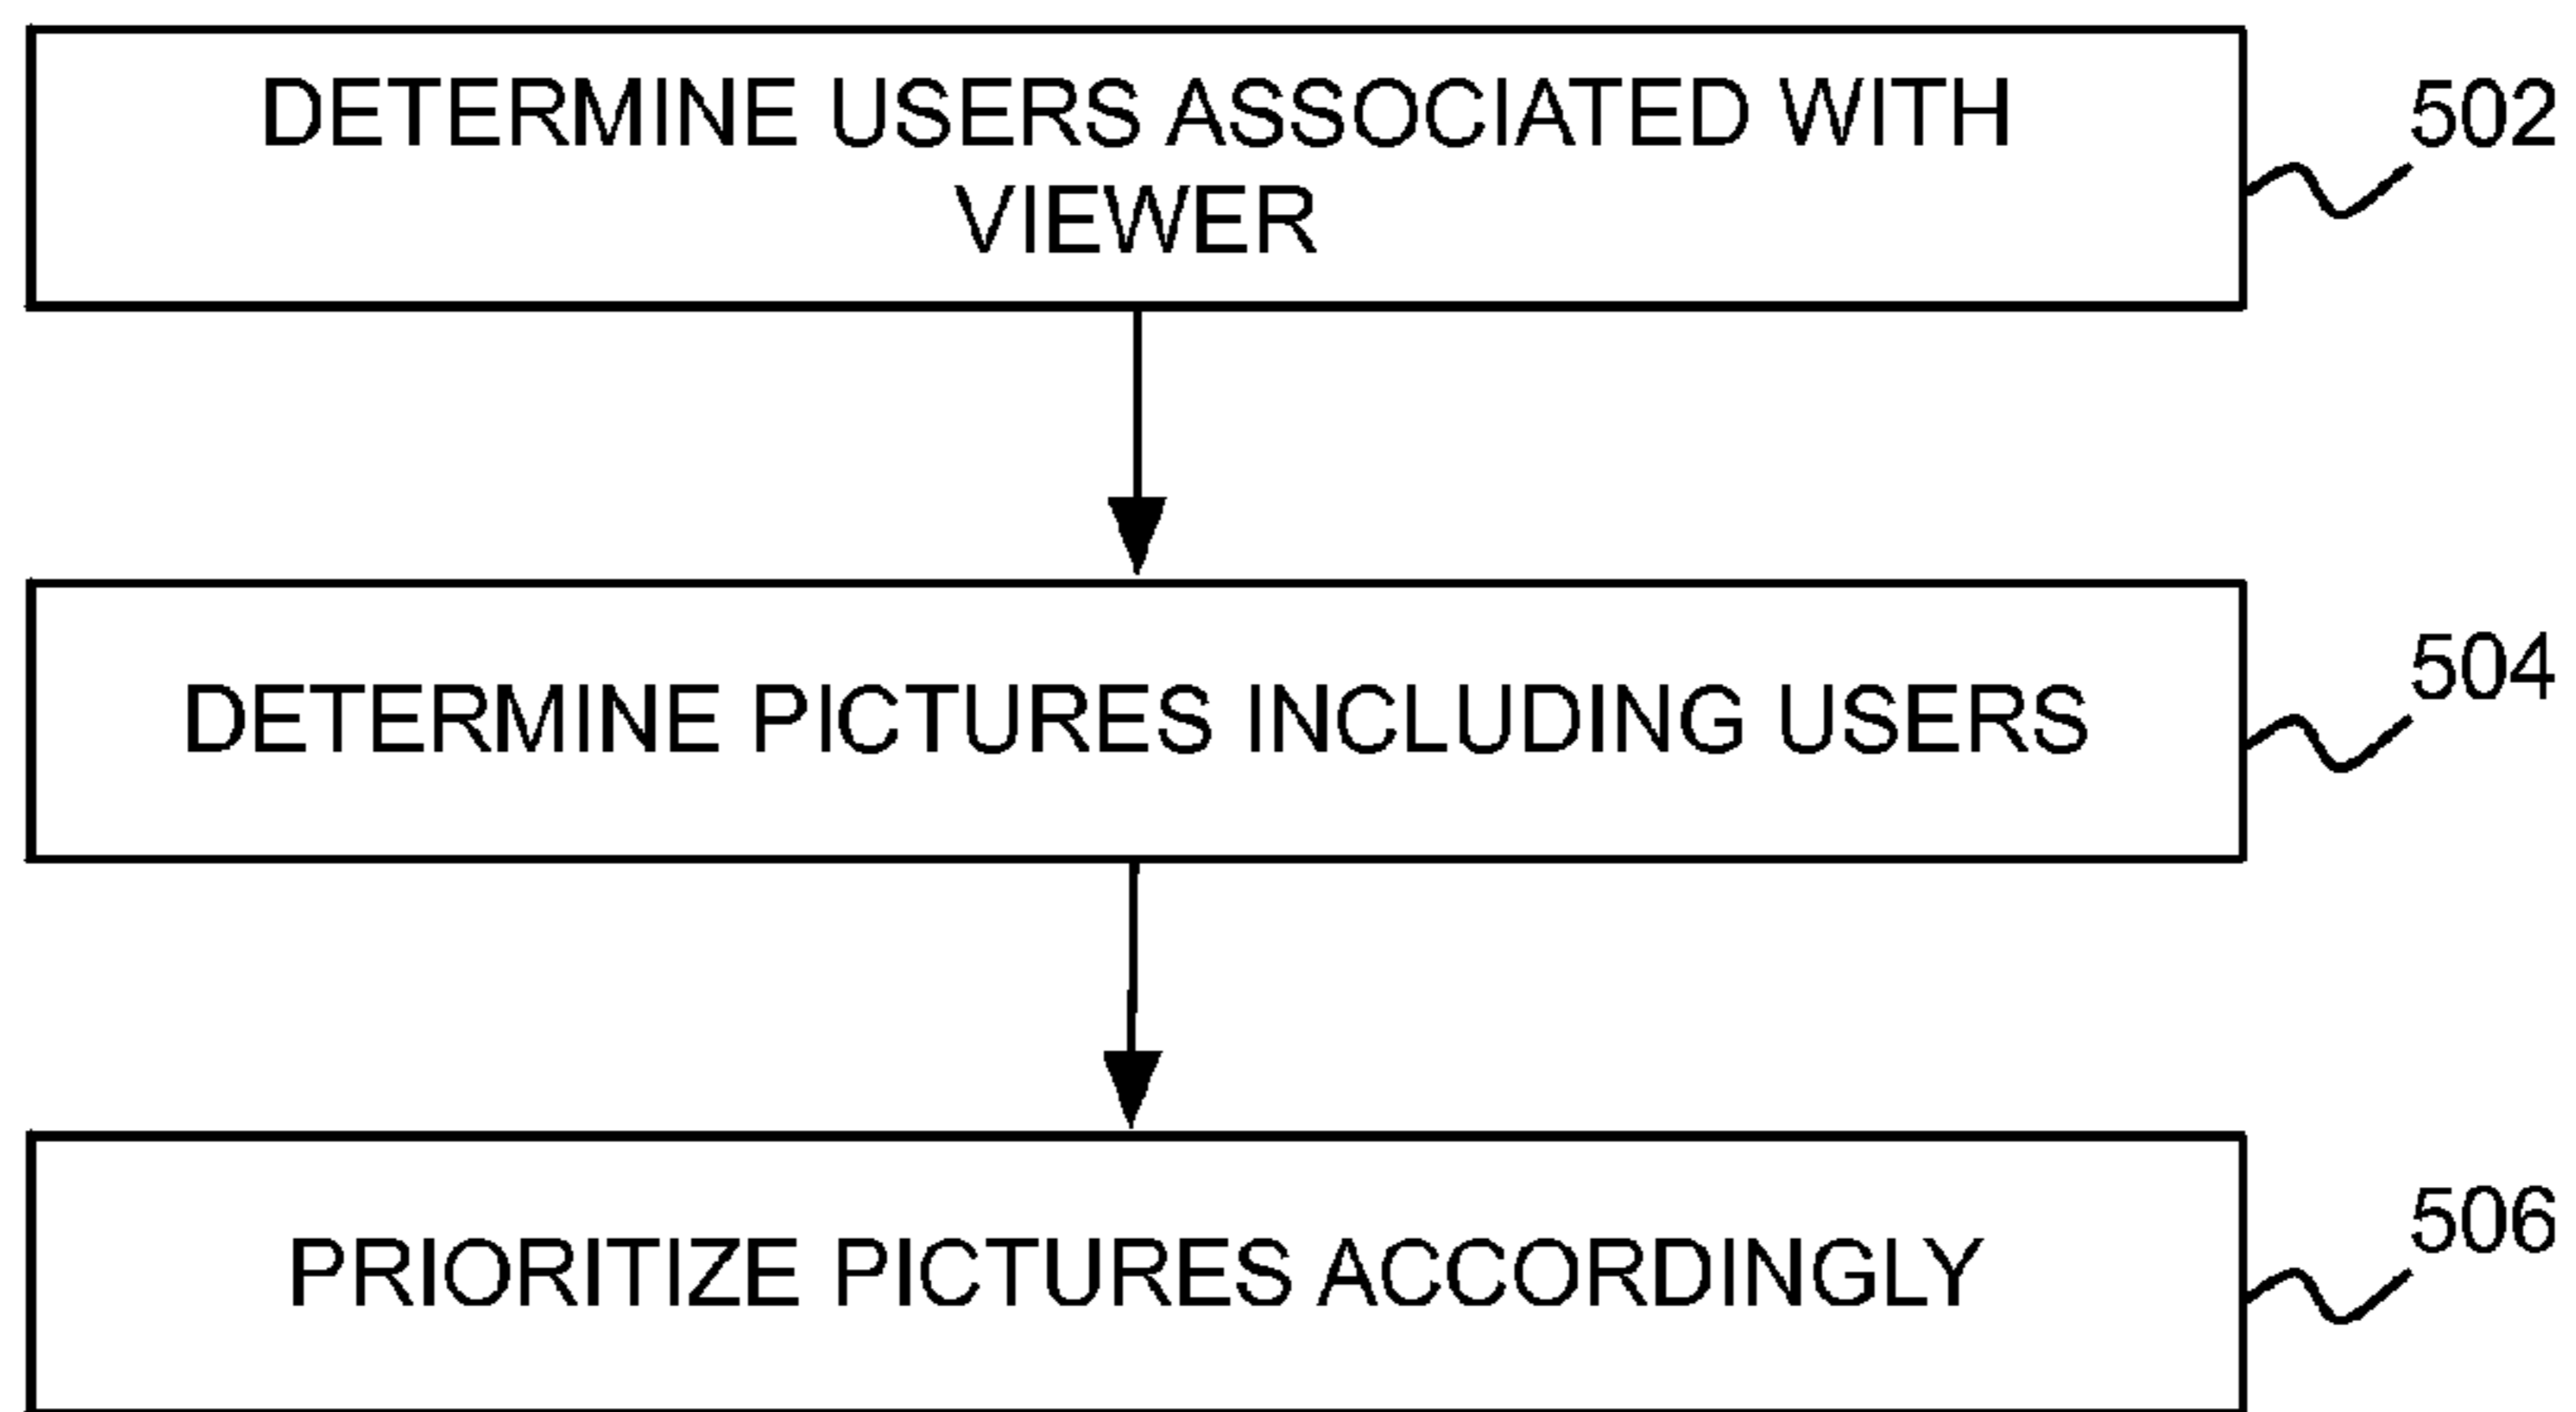 DETERMINE USERS ASSOCIATED WITH
VIEWER
502
DETERMINE PICTURES INCLUDING USERS
504
PRIORITIZE PICTURES ACCORDINGLY
506